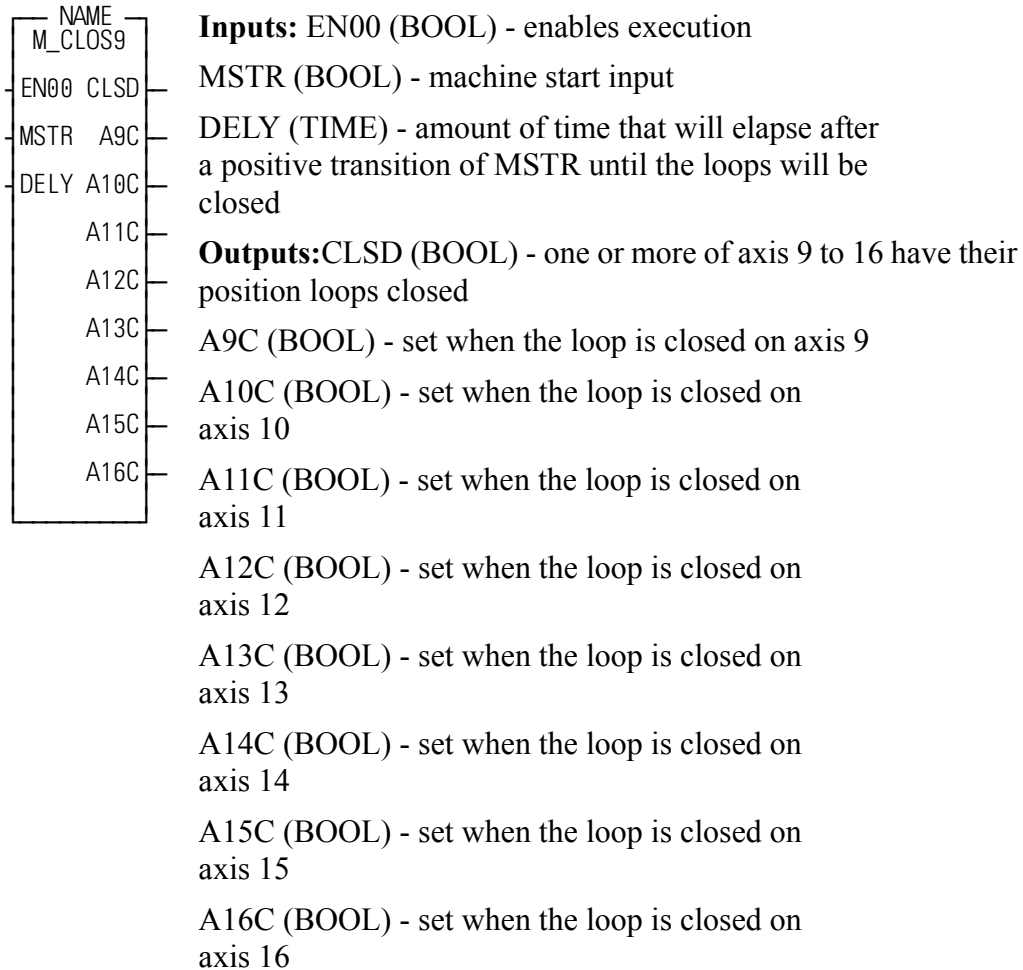 NAME
M_CLOS9
EN00 CLSD
MSTR A9C
DELY A10C
A11C
A12C
A13C
A14C
A15C
A16C
Inputs: EN00 (BOOL) - enables execution
MSTR (BOOL) - machine start input
DELY (TIME) - amount of time that will elapse after
a positive transition of MSTR until the loops will be
closed
Outputs:CLSD (BOOL) - one or more of axis 9 to 16 have their
position loops closed
A9C (BOOL) - set when the loop is closed on axis 9
A10C (BOOL) - set when the loop is closed on
axis 10
A11C (BOOL) - set when the loop is closed on
axis 11
A12C (BOOL) - set when the loop is closed on
axis 12
A13C (BOOL) - set when the loop is closed on
axis 13
A14C (BOOL) - set when the loop is closed on
axis 14
A15C (BOOL) - set when the loop is closed on
axis 15
A16C (BOOL) - set when the loop is closed on
axis 16